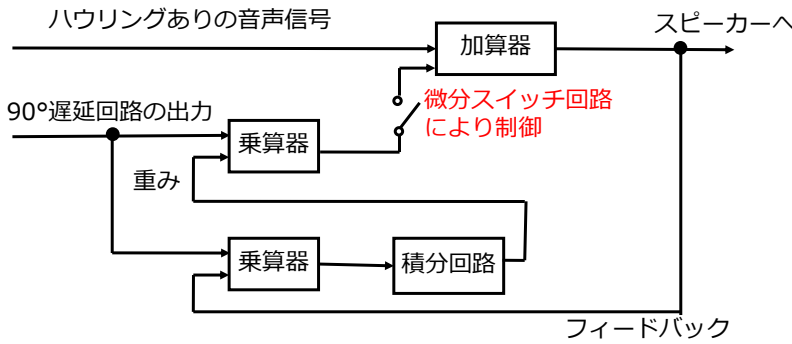 ハウリングありの音声信号
スピーカーへ
加算器
90°遅延回路の出力
微分スイッチ回路
により制御
乗算器
重み
乗算器
積分回路
フィードバック